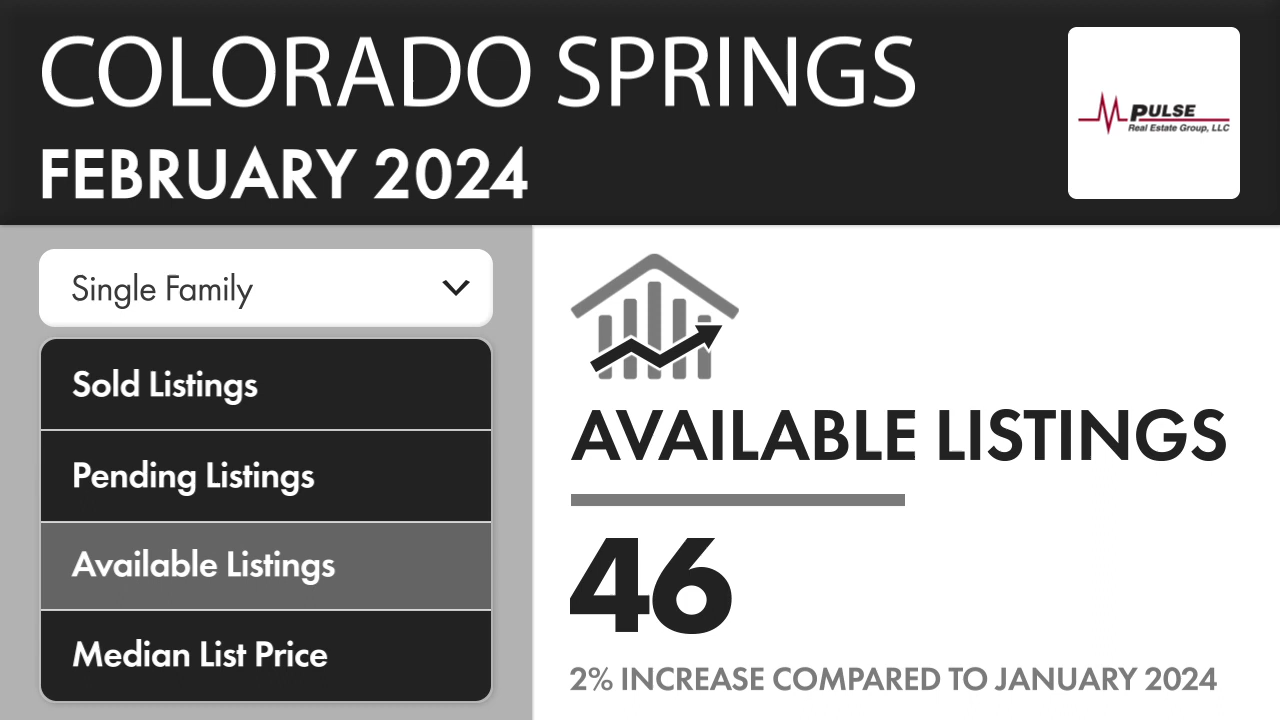 COLORADO SPRINGS
FEBRUARY 2024
PULSE
Real Estate Group, LLC
Single Family
Sold Listings
Pending Listings
Available Listings
Median List Price
AVAILABLE LISTINGS
46
2% INCREASE COMPARED TO JANUARY 2024